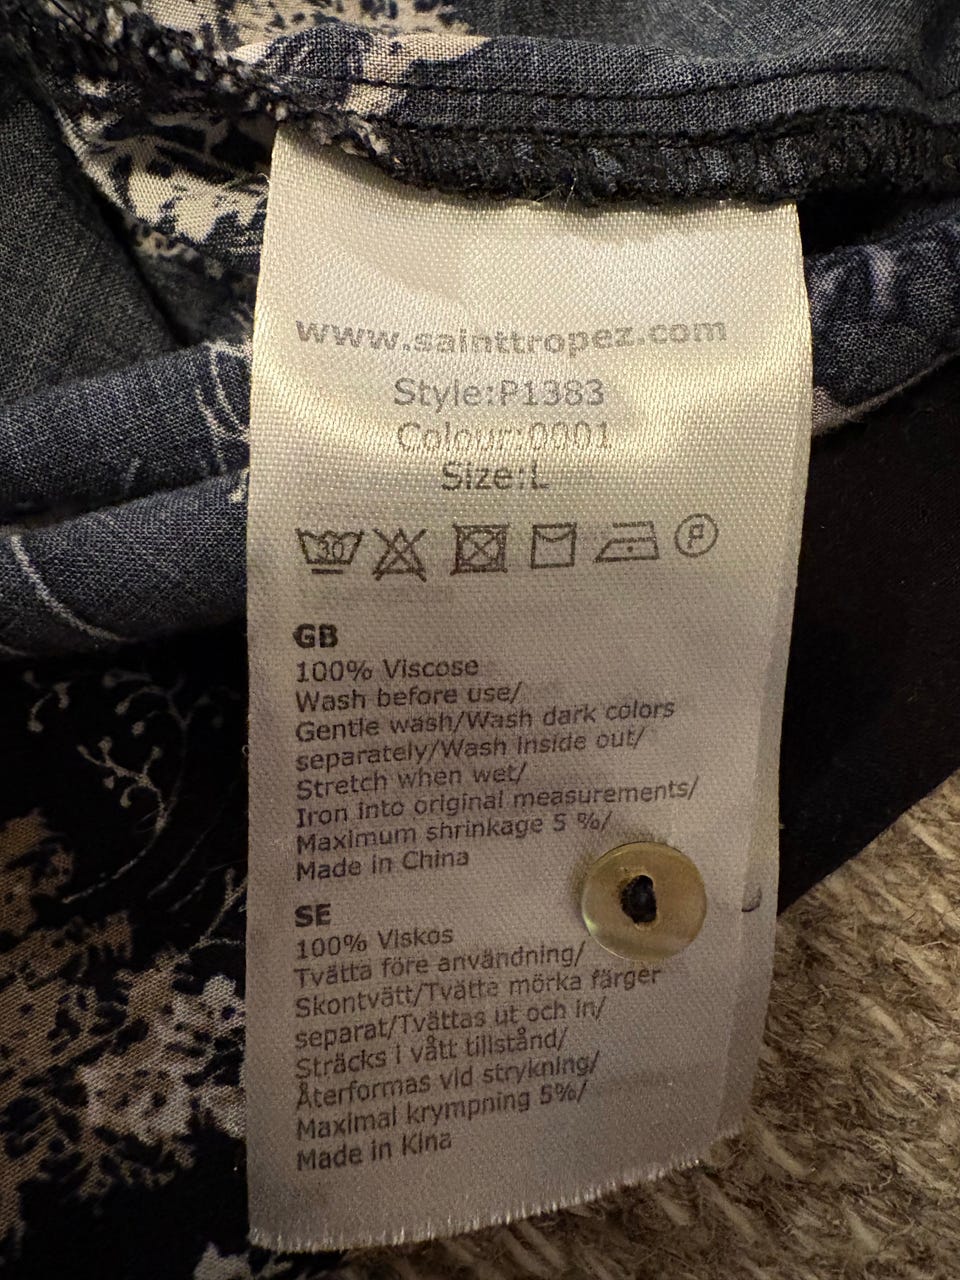 www.sainttropez.com
Style:P1383
Colour:0001
Size:L
30 P
GB
100% Viscose
Wash before use/
Gentle wash/Wash dark colors
separately/Wash inside out/
Stretch when wet/
Iron into original measurements/
Maximum shrinkage 5 %/
Made in China
SE
100% Viskos
Tvätta före användning/
Skontvätt/Tvätta mörka färger
separat/Tvättas ut och in/
Sträcks i vått tillstånd/
Återformas vid strykning/
Maximal krympning 5%/
Made in Kina